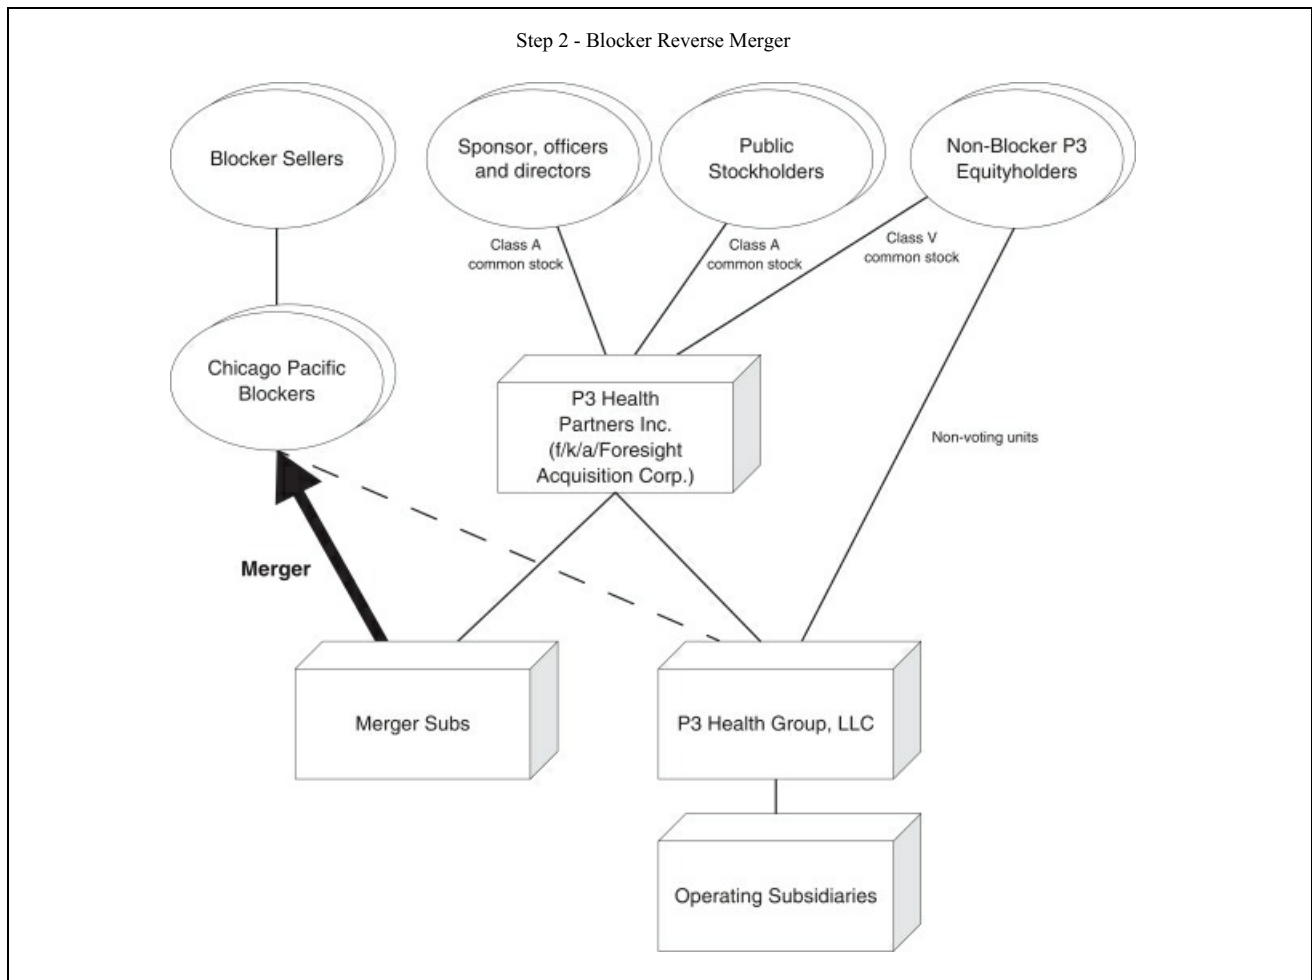 Step 2 - Blocker Reverse Merger
Blocker Sellers
Sponsor, officers
and directors
Public
Stockholders
Non-Blocker P3
Equityholders
Class A
common stock
Class A
common stock
Class V
common stock
Chicago Pacific
Blockers
P3 Health
Partners Inc.
(f/k/a/Foresight
Acquisition Corp.)
Non-voting units
Merger
Merger Subs
P3 Health Group, LLC
Operating Subsidiaries